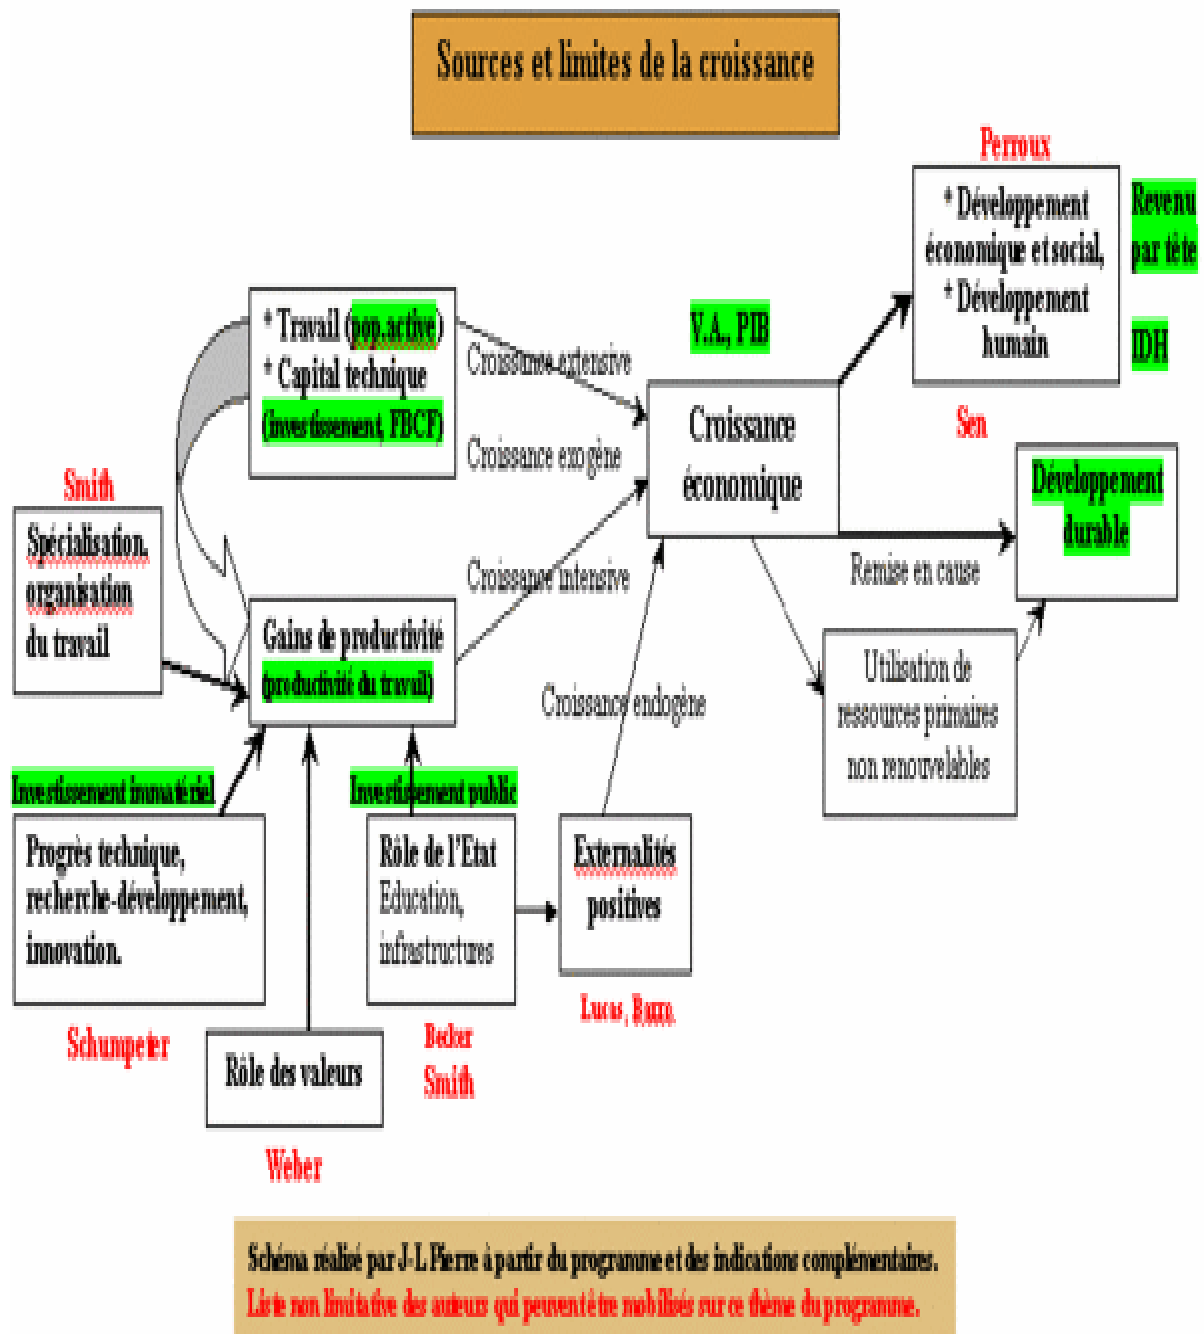 Sources et limites de la croissance
Perroux
* Développement
économique et social,
* Développement
humain
Revenu
par tête
IDH
Sen
* Travail (pop.active)
* Capital technique
(investissement, FBCF)
Croissance extensive
Croissance exogène
Croissance intensive
V.A., PIB
Croissance
économique
Développement
durable
Remise en cause
Smith
Spécialisation,
organisation
du travail
Gains de productivité
(productivité du travail)
Croissance endogène
Utilisation de
ressources primaires
non renouvelables
Investissement immatériel
Progrès technique,
recherche-développement,
innovation.
Schumpeter
Investissement public
Rôle de l'Etat
Education,
infrastructures
Becker
Smith
Externalités
positives
Lucas, Barro.
Rôle des valeurs
Weber
Schéma réalisé par J-L Pierre à partir du programme et des indications complémentaires.
Liste non limitative des auteurs qui peuvent être mobilisés sur ce thème du programme.